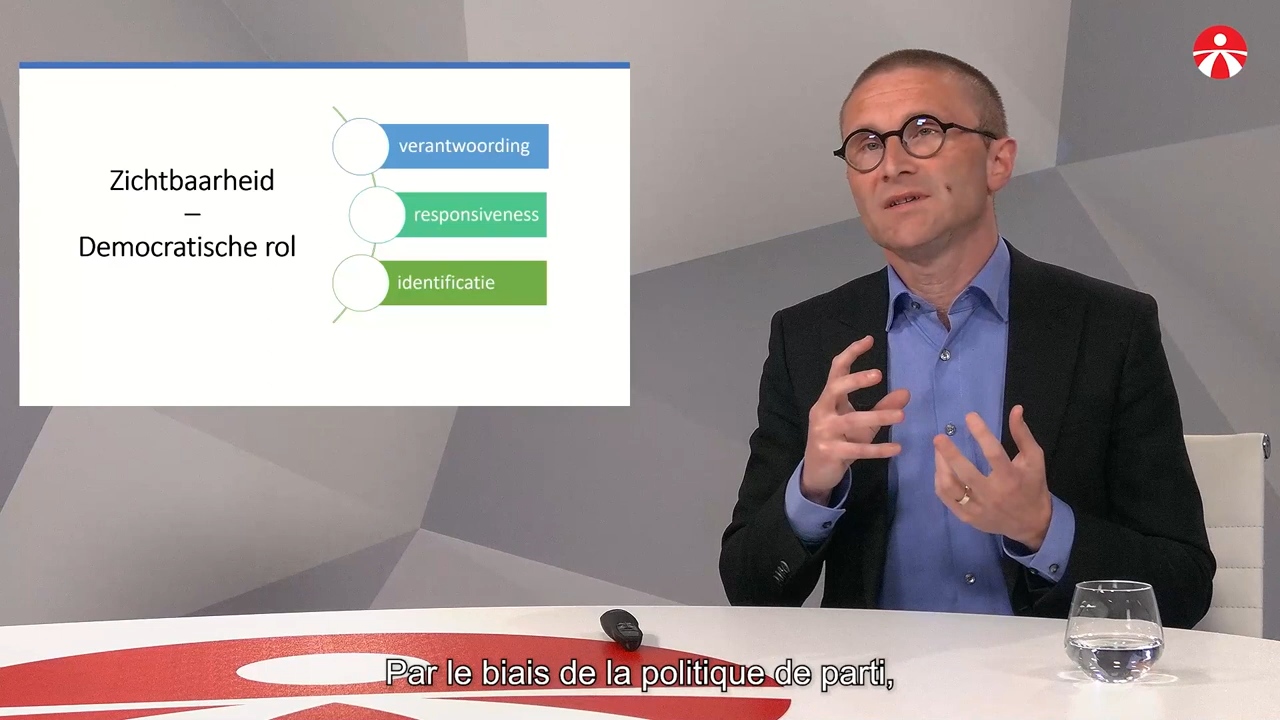 Zichtbaarheid
–
Democratische rol
verantwoording
responsiveness
identificatie
Par le biais de la politique de parti,